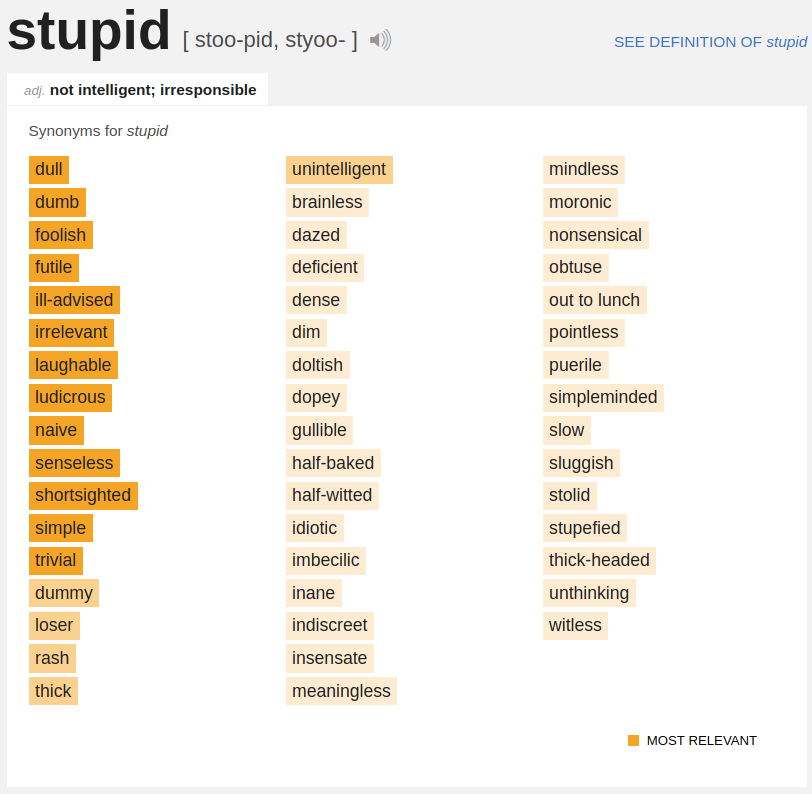 stupid [ stoo-pid, styoo- ]
SEE DEFINITION OF stupid
adj. not intelligent; irresponsible
Synonyms for stupid
dull
dumb
foolish
futile
ill-advised
irrelevant
laughable
ludicrous
naive
senseless
shortsighted
simple
trivial
dummy
loser
rash
thick
unintelligent
brainless
dazed
deficient
dense
dim
doltish
dopey
gullible
half-baked
half-witted
idiotic
imbecilic
inane
indiscreet
insensate
meaningless
mindless
moronic
nonsensical
obtuse
out to lunch
pointless
puerile
simpleminded
slow
sluggish
stolid
stupefied
thick-headed
unthinking
witless
MOST RELEVANT